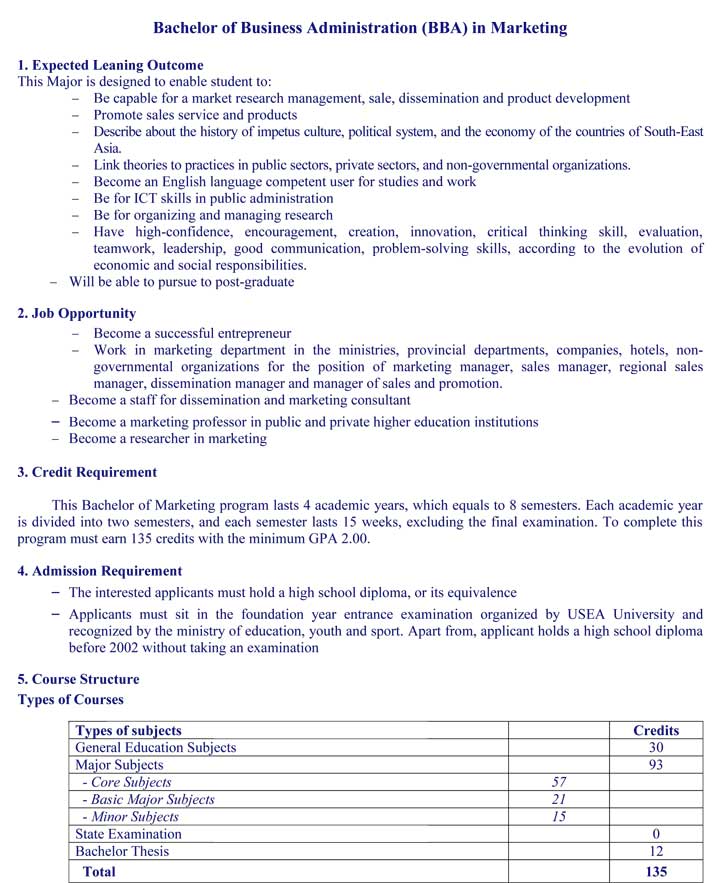 Bachelor of Business Administration (BBA) in Marketing
1. Expected Leaning Outcome
This Major is designed to enable student to:
– Be capable for a market research management, sale, dissemination and product development
– Promote sales service and products
– Describe about the history of impetus culture, political system, and the economy of the countries of South-East
Asia.
– Link theories to practices in public sectors, private sectors, and non-governmental organizations.
– Become an English language competent user for studies and work
– Be for ICT skills in public administration
– Be for organizing and managing research
– Have high-confidence, encouragement, creation, innovation, critical thinking skill, evaluation,
teamwork, leadership, good communication, problem-solving skills, according to the evolution of
economic and social responsibilities.
– Will be able to pursue to post-graduate
2. Job Opportunity
– Become a successful entrepreneur
– Work in marketing department in the ministries, provincial departments, companies, hotels, non-
governmental organizations for the position of marketing manager, sales manager, regional sales
manager, dissemination manager and manager of sales and promotion.
– Become a staff for dissemination and marketing consultant
– Become a marketing professor in public and private higher education institutions
– Become a researcher in marketing
3. Credit Requirement
This Bachelor of Marketing program lasts 4 academic years, which equals to 8 semesters. Each academic year
is divided into two semesters, and each semester lasts 15 weeks, excluding the final examination. To complete this
program must earn 135 credits with the minimum GPA 2.00.
4. Admission Requirement
– The interested applicants must hold a high school diploma, or its equivalence
– Applicants must sit in the foundation year entrance examination organized by USEA University and
recognized by the ministry of education, youth and sport. Apart from, applicant holds a high school diploma
before 2002 without taking an examination
5. Course Structure
Types of Courses
Types of subjects Credits
General Education Subjects 30
Major Subjects 93
- Core Subjects 57
- Basic Major Subjects 21
- Minor Subjects 15
State Examination 0
Bachelor Thesis 12
Total 135